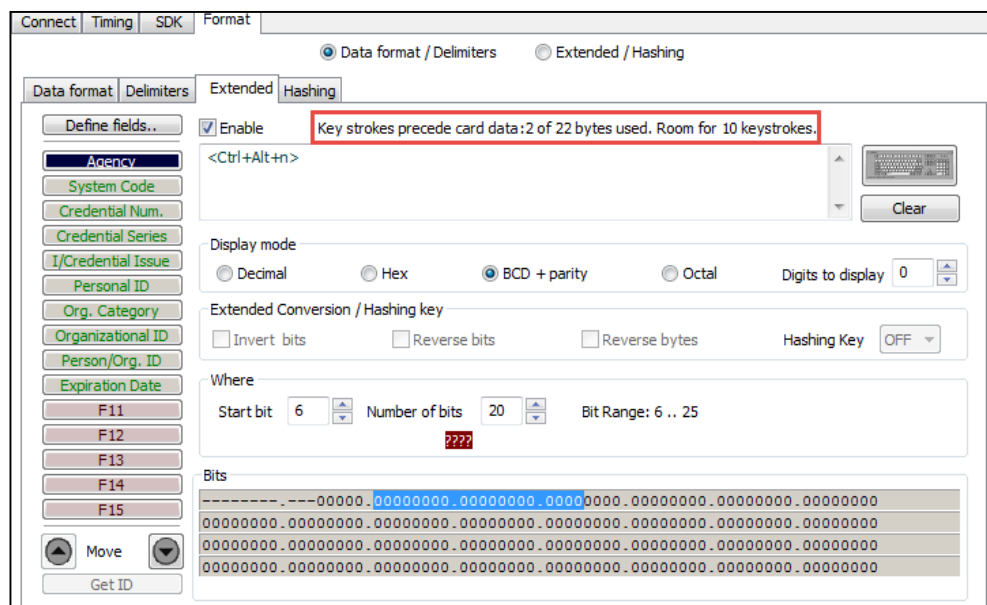 Connect Timing SDK Format
Data format / Delimiters Extended / Hashing
Data format Delimiters Extended Hashing
Define fields.. Enable Key strokes precede card data:2 of 22 bytes used. Room for 10 keystrokes.
<Ctrl+Alt+n>
Agency
System Code
Credential Num. Clear
Credential Series
Display mode
I/Credential Issue
Decimal Hex BCD + parity Octal Digits to display 0
Personal ID
Org. Category Extended Conversion / Hashing key
Organizational ID Invert bits Reverse bits Reverse bytes Hashing Key OFF
Person/Org. ID
Expiration Date Where
F11 Start bit 6 Number of bits 20 Bit Range: 6 .. 25
F12 ????
F13
F14 Bits
F15 --------.---00000.00000000.00000000.00000000.00000000.00000000.00000000
00000000.00000000.00000000.00000000.00000000.00000000.00000000.00000000
Move 00000000.00000000.00000000.00000000.00000000.00000000.00000000.00000000
00000000.00000000.00000000.00000000.00000000.00000000.00000000.00000000
Get ID